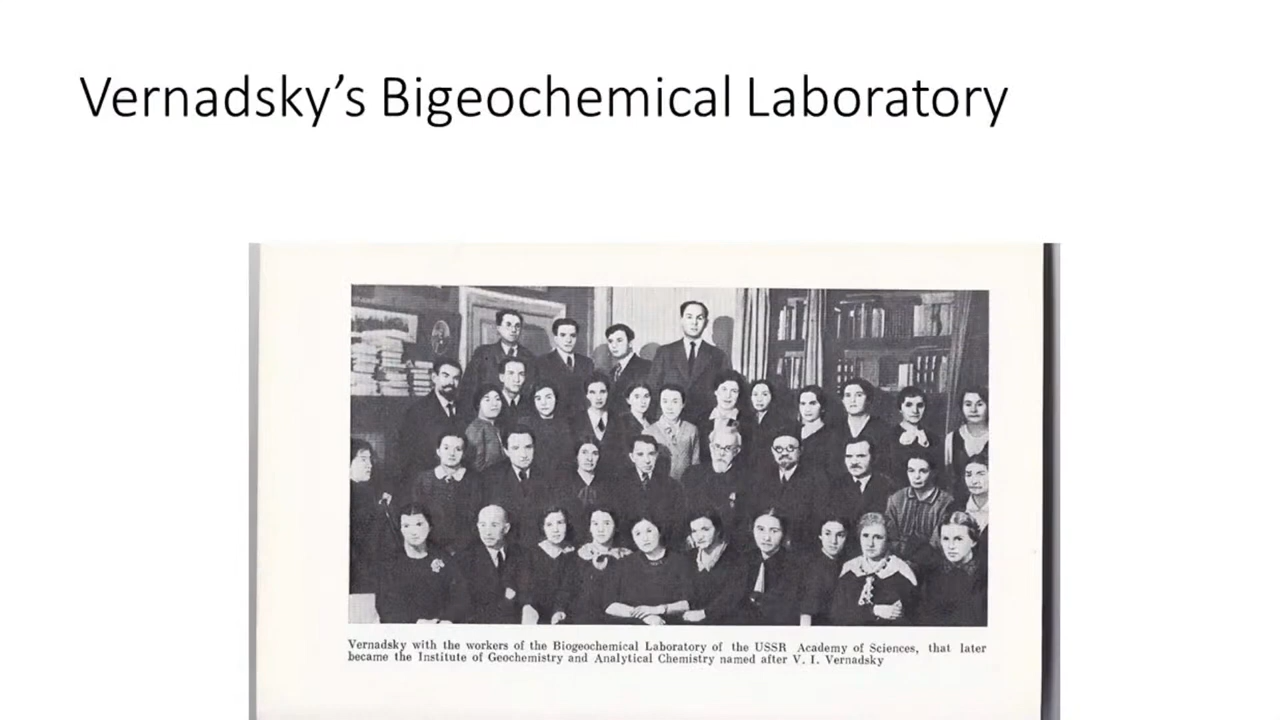 Vernadsky's Bigeochemical Laboratory
Vernadsky with the workers of the Biogeochemical Laboratory of the USSR Academy of Sciences, that later
became the Institute of Geochemistry and Analytical Chemistry named after V. I. Vernadsky